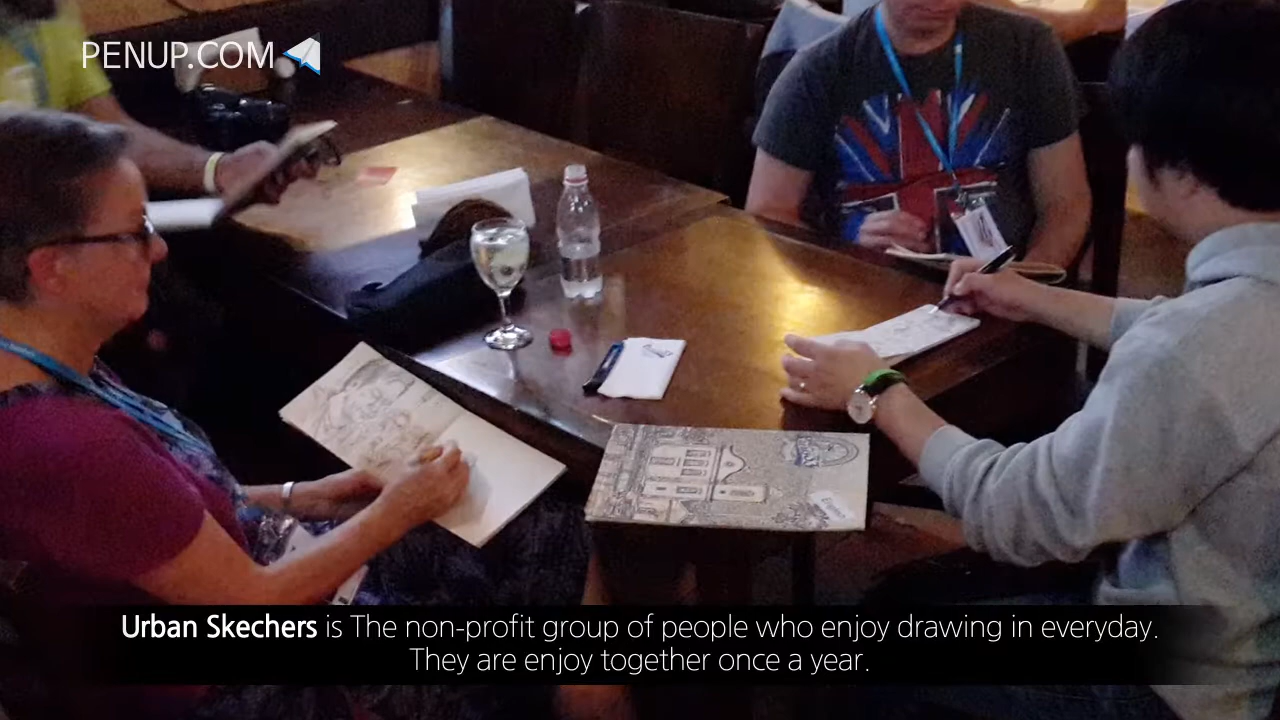 PENUP.COM
Urban Skechers is The non-profit group of people who enjoy drawing in everyday.
They are enjoy together once a year.